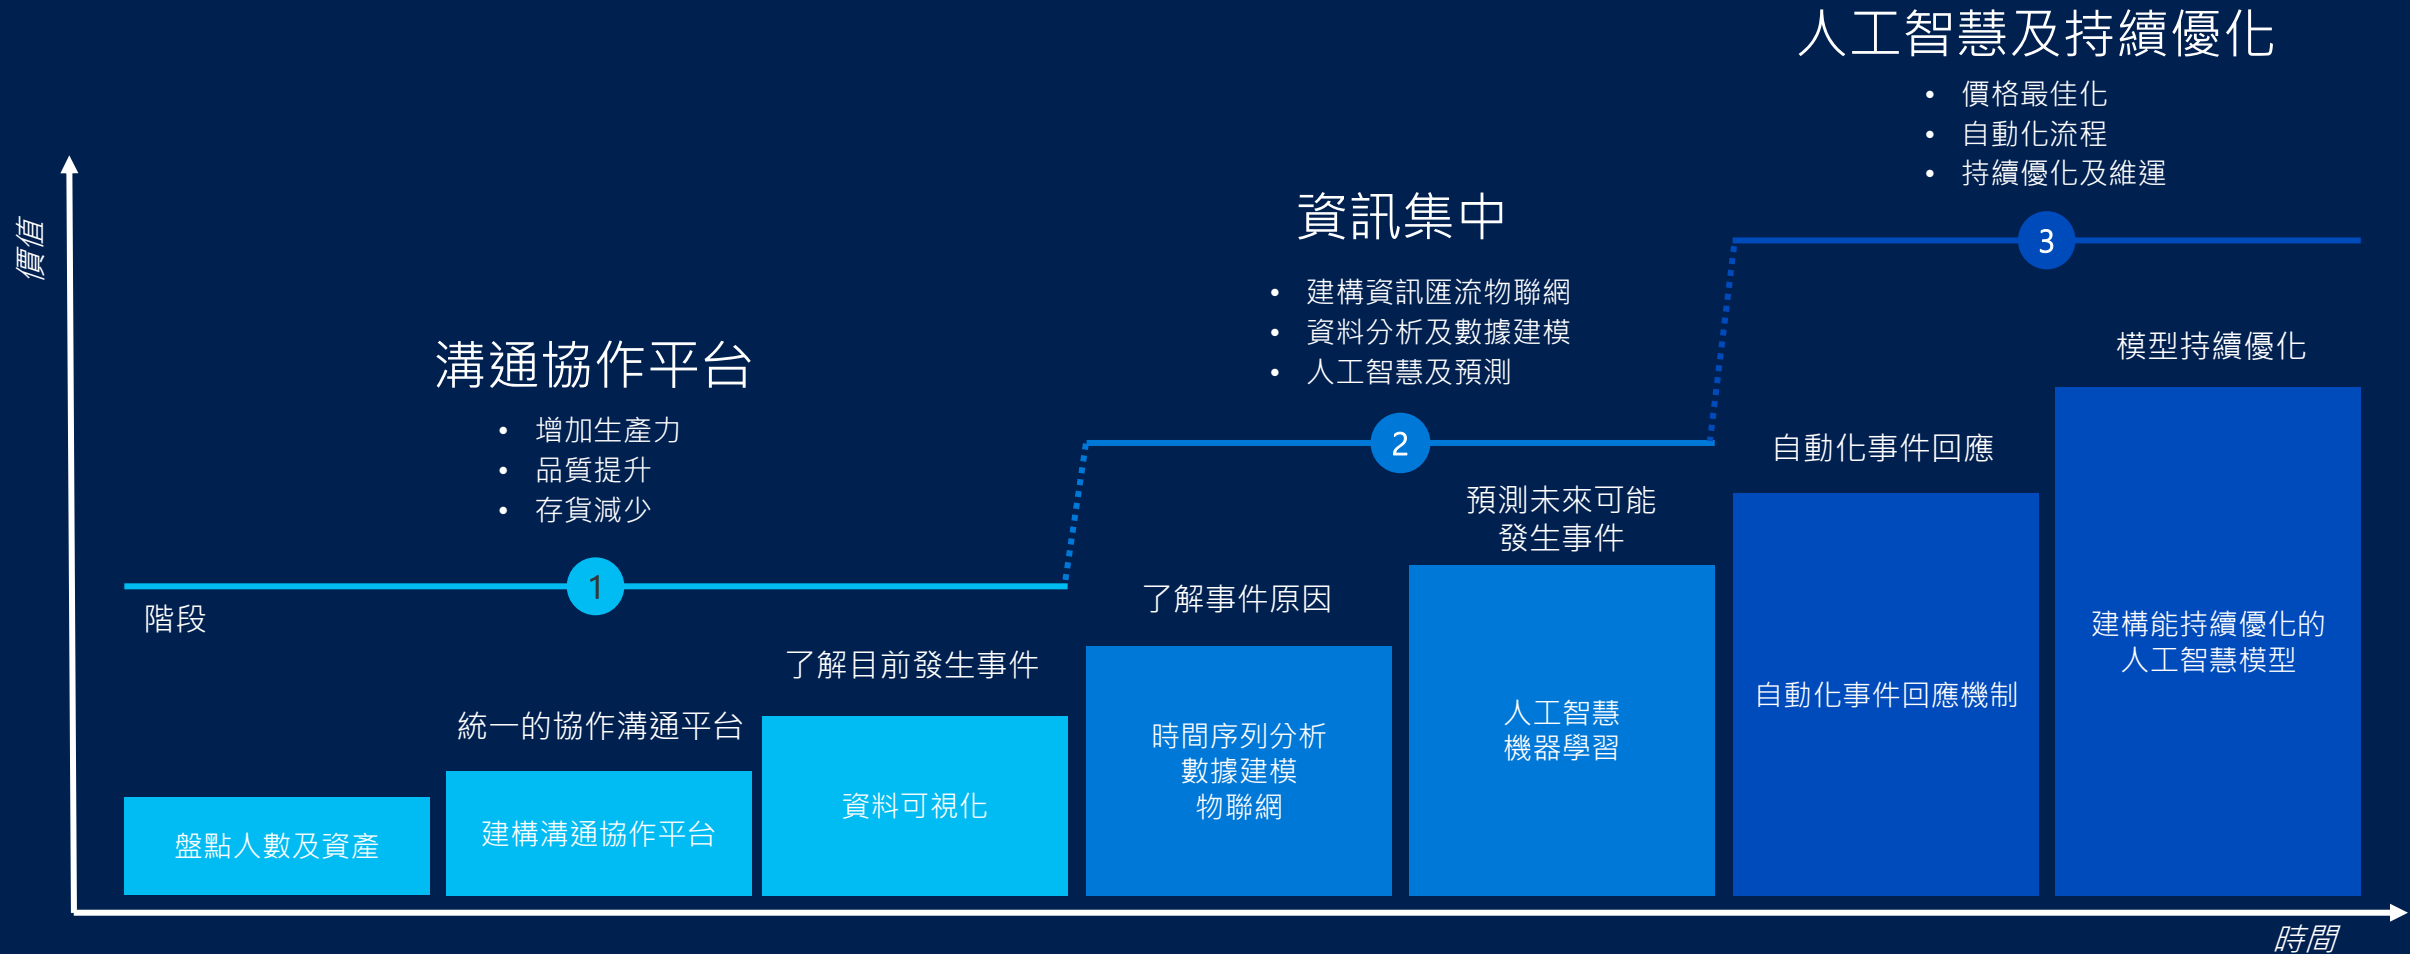 人工智慧及持續優化
• 價格最佳化
• 自動化流程
• 持續優化及維運
3
價值
資訊集中
• 建構資訊匯流物聯網
• 資料分析及數據建模
• 人工智慧及預測
2
溝通協作平台
• 增加生產力
• 品質提升
• 存貨減少
1
階段
盤點人數及資產
統一的協作溝通平台
建構溝通協作平台
了解目前發生事件
資料可視化
了解事件原因
時間序列分析
數據建模
物聯網
預測未來可能
發生事件
人工智慧
機器學習
自動化事件回應
自動化事件回應機制
模型持續優化
建構能持續優化的
人工智慧模型
時間